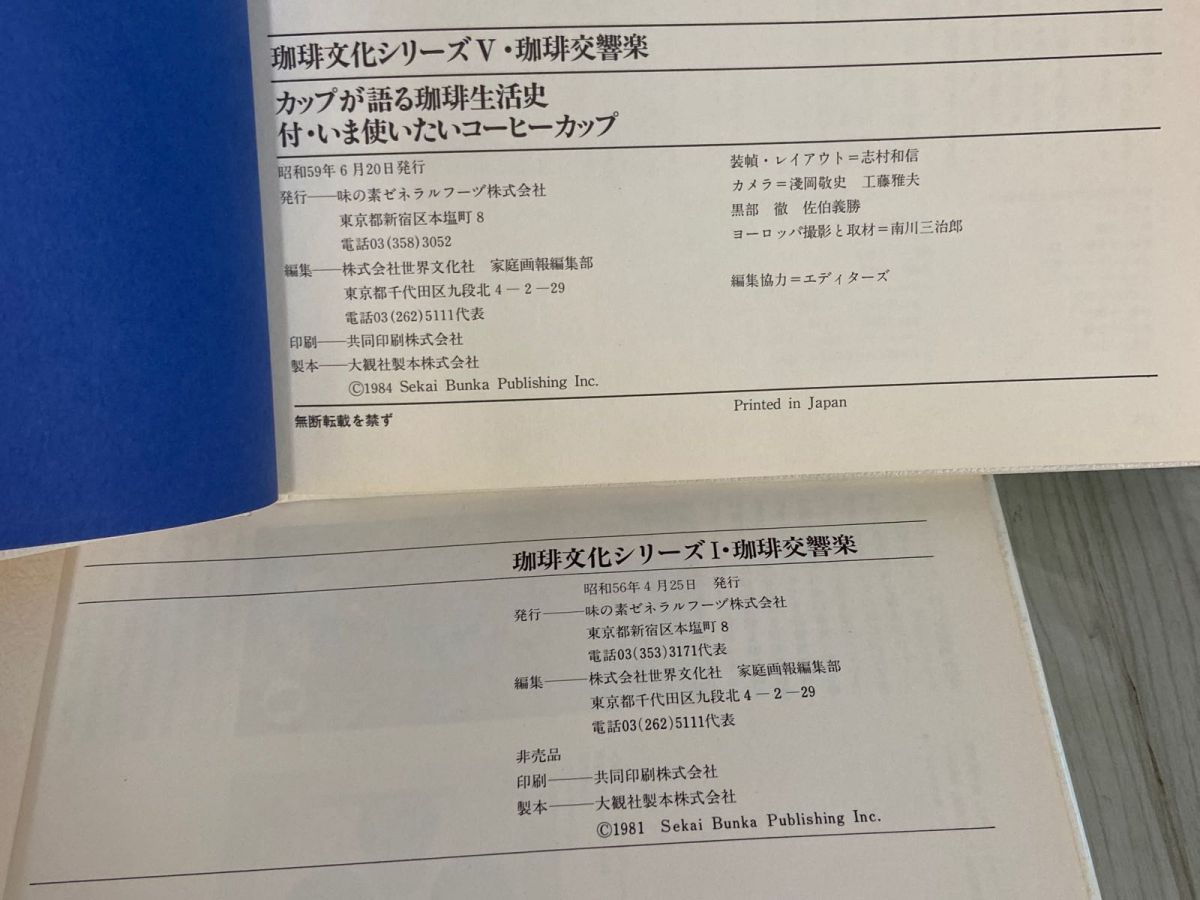 珈琲文化シリーズⅤ・珈琲交響楽
カップが語る珈琲生活史
付・いま使いたいコーヒーカップ
昭和59年6月20日発行
発行――味の素ゼネラルフーヅ株式会社
東京都新宿区本塩町8
電話03(358)3052
編集――株式会社世界文化社 家庭画報編集部
東京都千代田区九段北4－2－29
電話03(262)5111代表
印刷――共同印刷株式会社
製本――大観社製本株式会社
©1984 Sekai Bunka Publishing Inc.
無断転載を禁ず
装幀・レイアウト＝志村和信
カメラ＝淺岡敬史 工藤雅夫
黒部 徹 佐伯義勝
ヨーロッパ撮影と取材＝南川三治郎
編集協力＝エディターズ
Printed in Japan
珈琲文化シリーズⅠ・珈琲交響楽
昭和56年4月25日 発行
発行――味の素ゼネラルフーヅ株式会社
東京都新宿区本塩町8
電話03(353)3171代表
編集――株式会社世界文化社 家庭画報編集部
東京都千代田区九段北4－2－29
電話03(262)5111代表
非売品
印刷――共同印刷株式会社
製本――大観社製本株式会社
©1981 Sekai Bunka Publishing Inc.